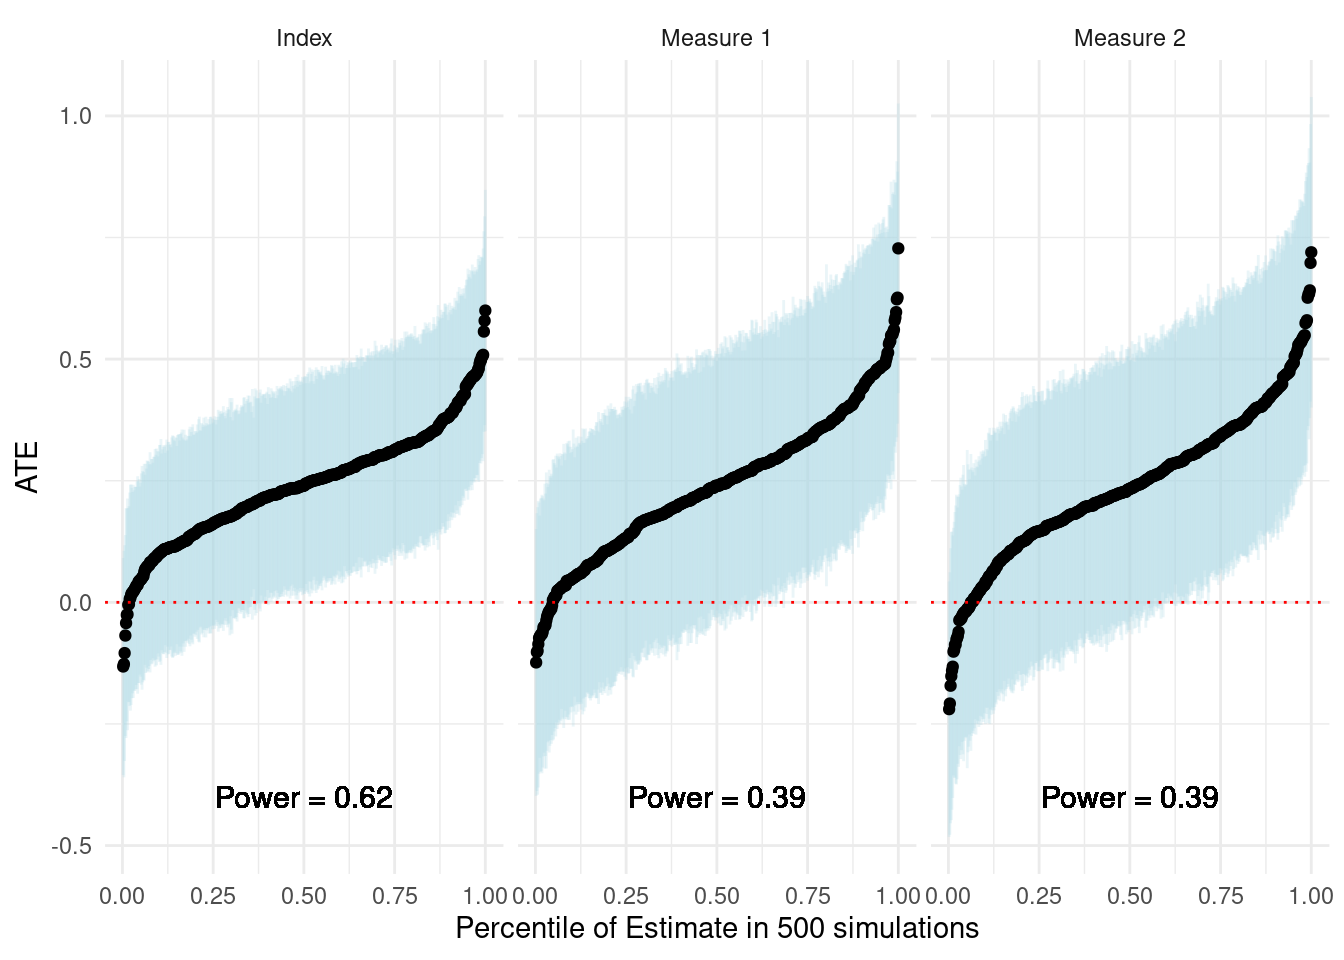 Index Measure 1 Measure 2
1.0
0.5
0.0
-0.5
ATE
Power = 0.62 Power = 0.39 Power = 0.39
0.00 0.25 0.50 0.75 1.00 0.00 0.25 0.50 0.75 1.00 0.00 0.25 0.50 0.75 1.00
Percentile of Estimate in 500 simulations